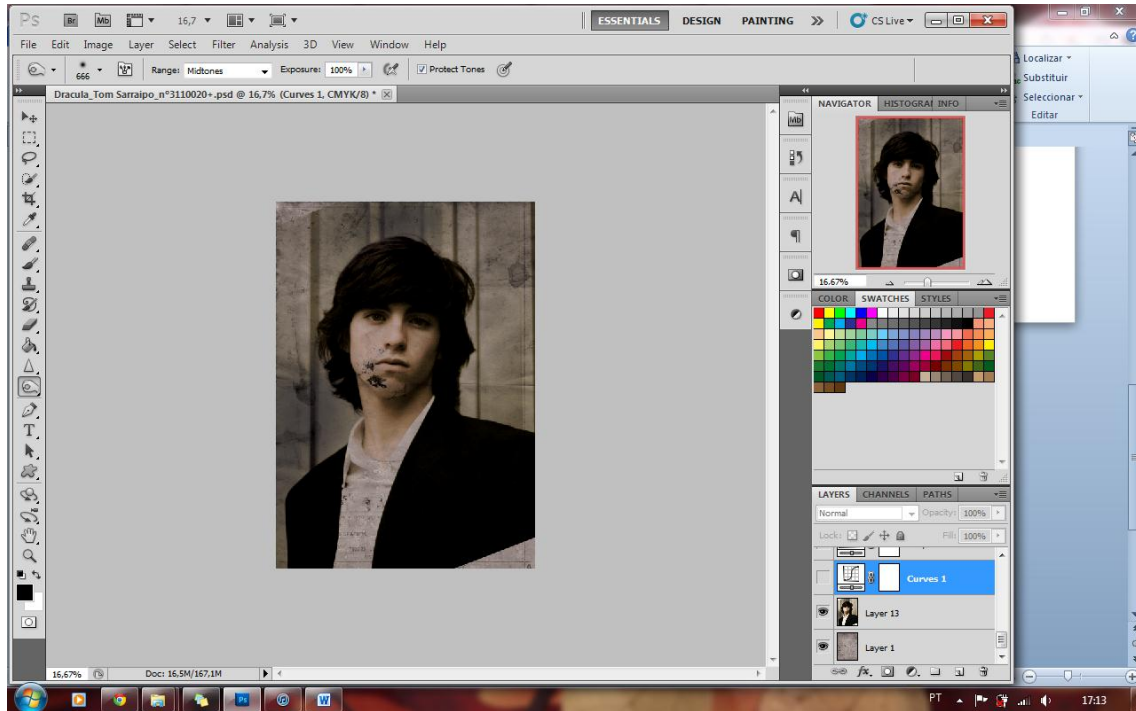 Ps Br Mb 16,7 ESSENTIALS DESIGN PAINTING CS Live
File Edit Image Layer Select Filter Analysis 3D View Window Help
666 Range: Midtones Exposure: 100% Protect Tones
Dracula_Tom Sarraipo_nº3110020+.psd @ 16,7% (Curves 1, CMYK/8) *
NAVIGATOR HISTOGRAM INFO
16.67%
COLOR SWATCHES STYLES
LAYERS CHANNELS PATHS
Normal Opacity: 100%
Lock: Fill: 100%
Curves 1
Layer 13
Layer 1
16,67% Doc: 16,5M/167,1M
Localizar
Substituir
Seleccionar
Editar
PT 17:13